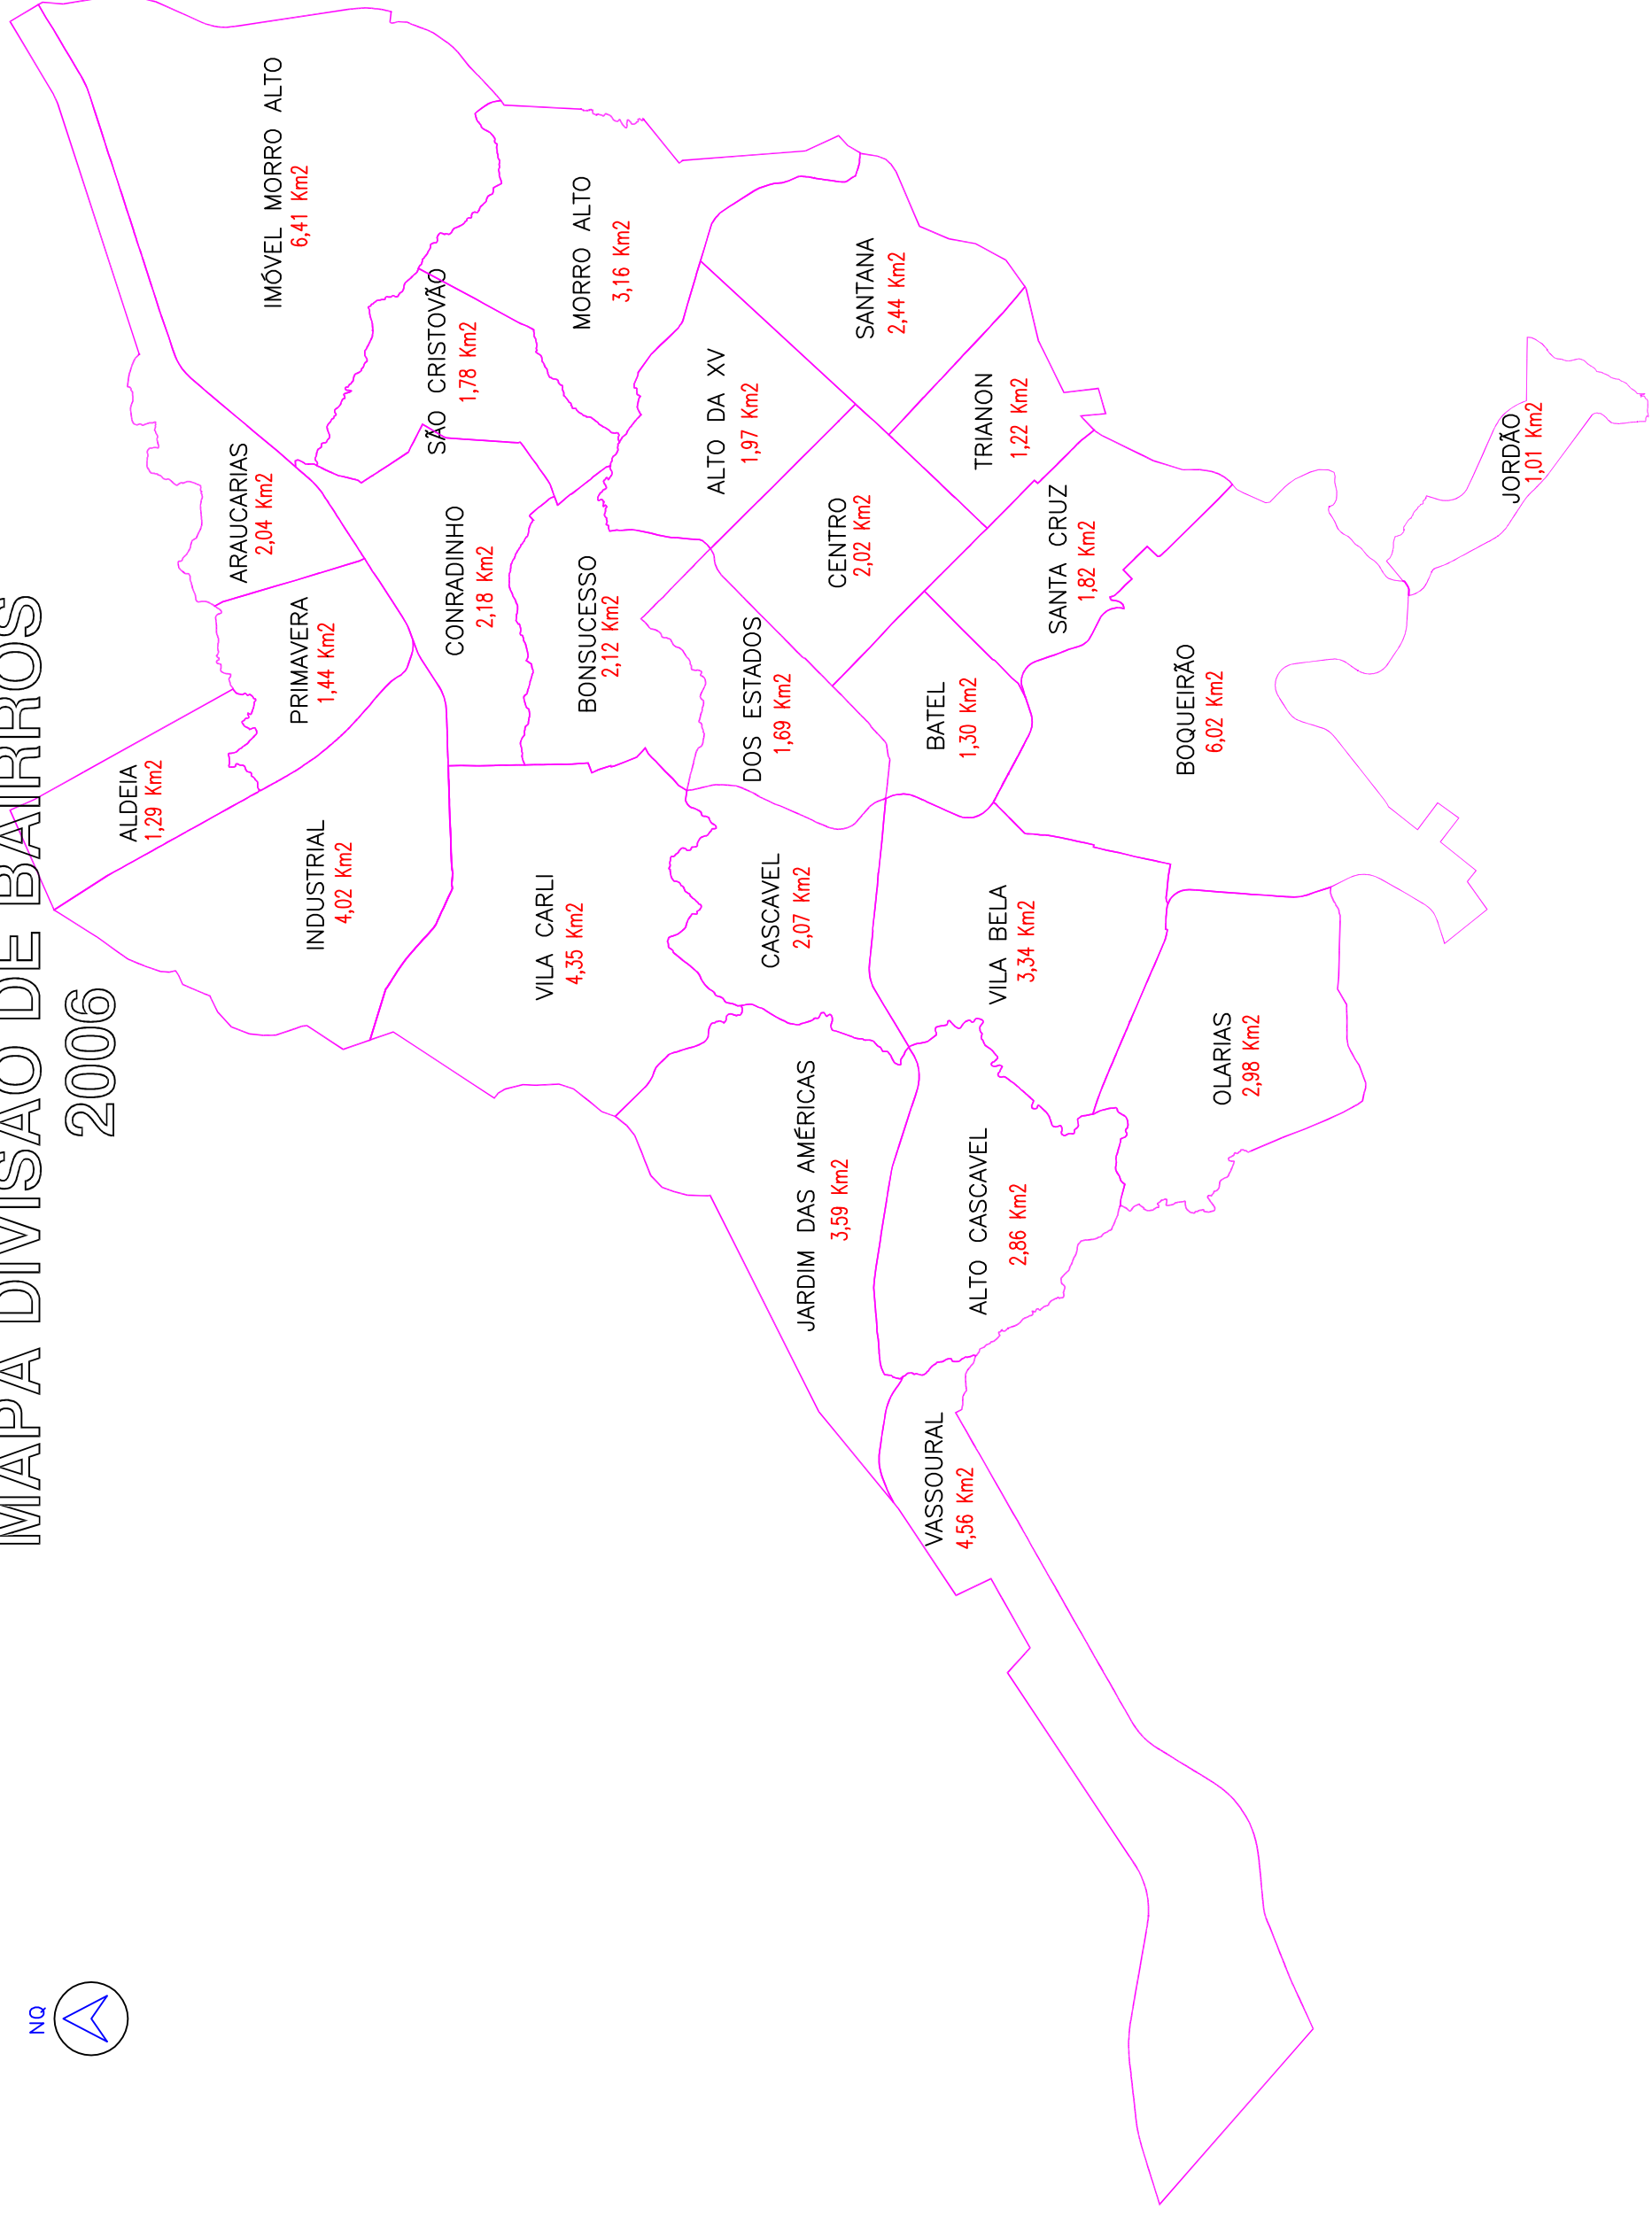 MAPA DIVISÃO DE BAIRROS
2006
NQ
IMÓVEL MORRO ALTO
6,41 Km2
ARAUCARIAS
2,04 Km2
PRIMAVERA
1,44 Km2
ALDEIA
1,29 Km2
INDUSTRIAL
4,02 Km2
SÃO CRISTOVÃO
1,78 Km2
MORRO ALTO
3,16 Km2
CONRADINHO
2,18 Km2
BONSUCESSO
2,12 Km2
VILA CARLI
4,35 Km2
ALTO DA XV
1,97 Km2
SANTANA
2,44 Km2
DOS ESTADOS
1,69 Km2
CENTRO
2,02 Km2
CASCAVEL
2,07 Km2
JARDIM DAS AMÉRICAS
3,59 Km2
TRIANON
1,22 Km2
BATEL
1,30 Km2
SANTA CRUZ
1,82 Km2
VILA BELA
3,34 Km2
ALTO CASCAVEL
2,86 Km2
VASSOURAL
4,56 Km2
BOQUEIRÃO
6,02 Km2
OLARIAS
2,98 Km2
JORDÃO
1,01 Km2